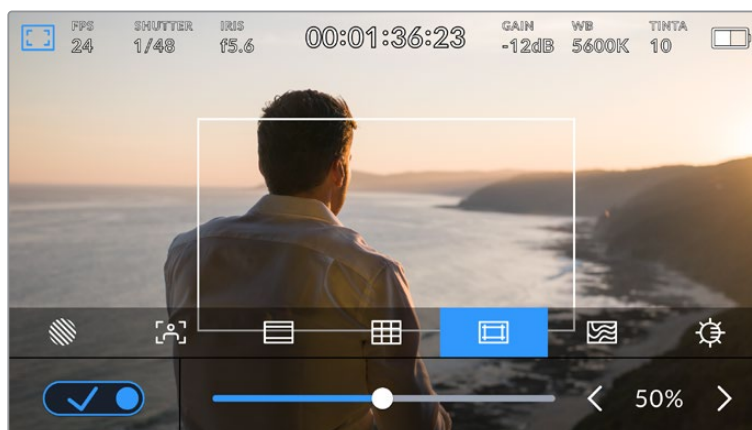 FPS SHUTTER IRIS 00:01:36:23 GAIN WB TINTA
24 1/48 f5.6 -12dB 5600K 10
50%